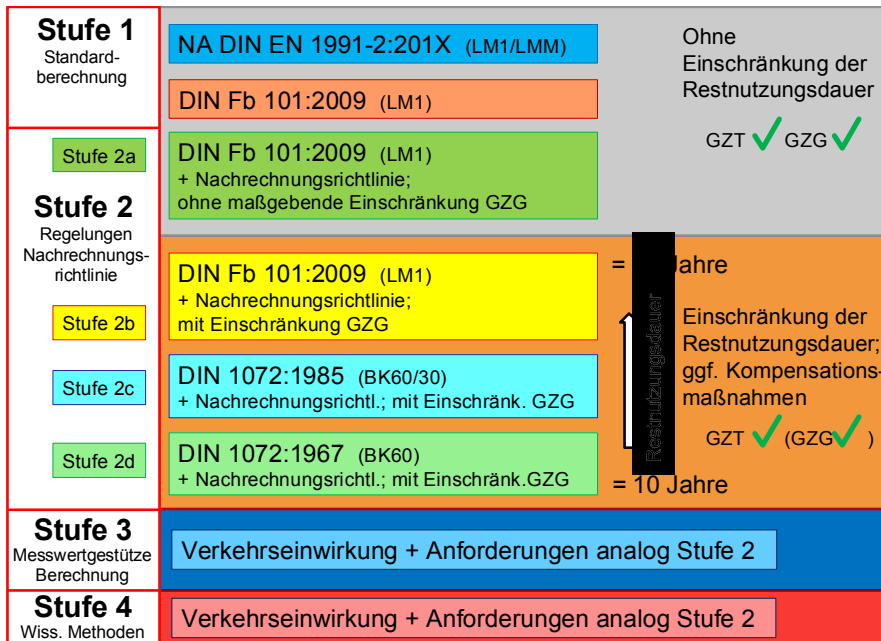 Stufe 1
Standard-
berechnung
NA DIN EN 1991-2:201X (LM1/LMM)
DIN Fb 101:2009 (LM1)
Ohne
Einschränkung der
Restnutzungsdauer
GZT GZG
Stufe 2a
DIN Fb 101:2009 (LM1)
+ Nachrechnungsrichtlinie;
ohne maßgebende Einschränkung GZG
Stufe 2
Regelungen
Nachrechnungs-
richtlinie
Stufe 2b
DIN Fb 101:2009 (LM1)
+ Nachrechnungsrichtlinie;
mit Einschränkung GZG
Stufe 2c
DIN 1072:1985 (BK60/30)
+ Nachrechnungsrichtl.; mit Einschränk. GZG
Stufe 2d
DIN 1072:1967 (BK60)
+ Nachrechnungsrichtl.; mit Einschränk.GZG
= Jahre
Restnutzungsdauer
Einschränkung der
Restnutzungsdauer;
ggf. Kompensations-
maßnahmen
GZT (GZG )
= 10 Jahre
Stufe 3
Messwertgestütze
Berechnung
Verkehrseinwirkung + Anforderungen analog Stufe 2
Stufe 4
Wiss. Methoden
Verkehrseinwirkung + Anforderungen analog Stufe 2